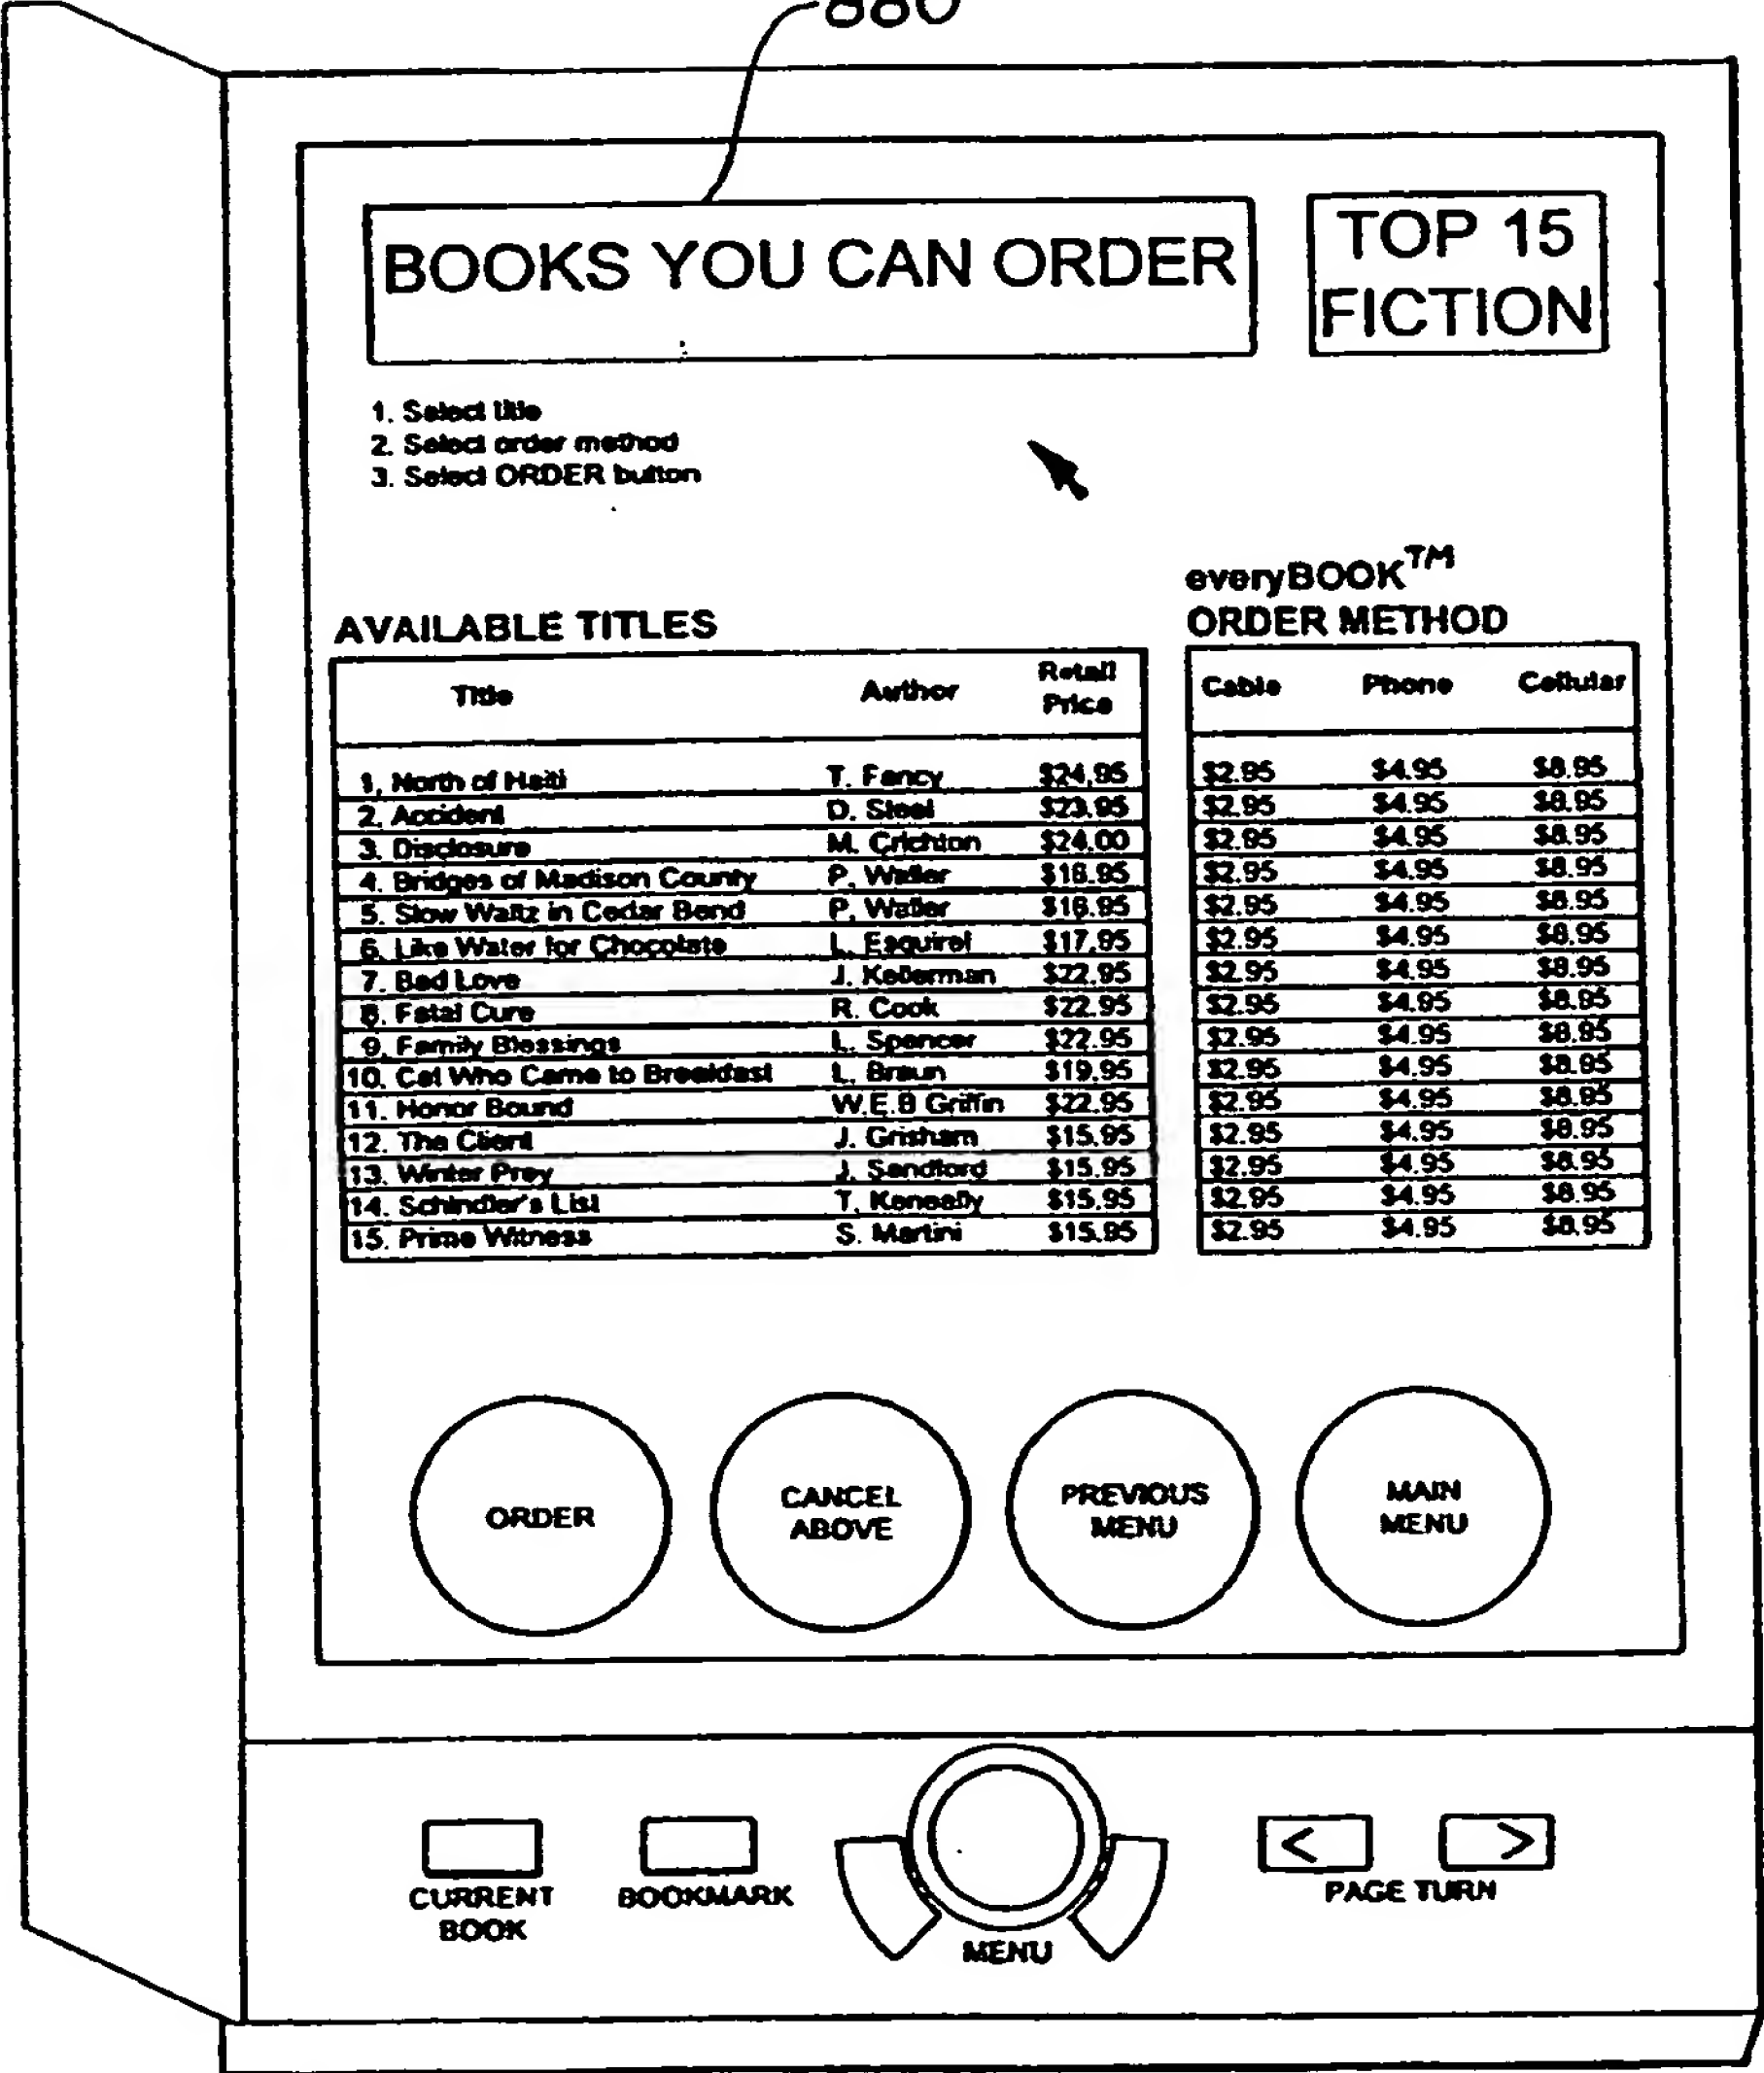 880
BOOKS YOU CAN ORDER
TOP 15
FICTION
1. Select title
2. Select order method
3. Select ORDER button
everyBOOK™
ORDER METHOD
AVAILABLE TITLES
Title Author Retail Price Cable Phone Cellular
1. North of Haiti T. Fancy $24.95 $2.95 $4.95 $8.95
2. Accident D. Steel $23.95 $2.95 $4.95 $8.95
3. Disclosure M. Crichton $24.00 $2.95 $4.95 $8.95
4. Bridges of Madison County P. Waller $16.95 $2.95 $4.95 $8.95
5. Slow Waltz in Cedar Bend P. Waller $16.95 $2.95 $4.95 $8.95
6. Like Water for Chocolate L. Esquirel $17.95 $2.95 $4.95 $8.95
7. Bad Love J. Kellerman $22.95 $2.95 $4.95 $8.95
8. Fatal Cure R. Cook $22.95 $2.95 $4.95 $8.95
9. Family Blessings L. Spencer $22.95 $2.95 $4.95 $8.95
10. Cat Who Came to Breakfast L. Braun $19.95 $2.95 $4.95 $8.95
11. Honor Bound W.E.B Griffin $22.95 $2.95 $4.95 $8.95
12. The Client J. Grisham $15.95 $2.95 $4.95 $8.95
13. Winter Prey J. Sandford $15.95 $2.95 $4.95 $8.95
14. Schindler's List T. Keneally $15.95 $2.95 $4.95 $8.95
15. Prime Witness S. Martini $15.95 $2.95 $4.95 $8.95
ORDER
CANCEL
ABOVE
PREVIOUS
MENU
MAIN
MENU
< >
CURRENT
BOOK
BOOKMARK
MENU
PAGE TURN